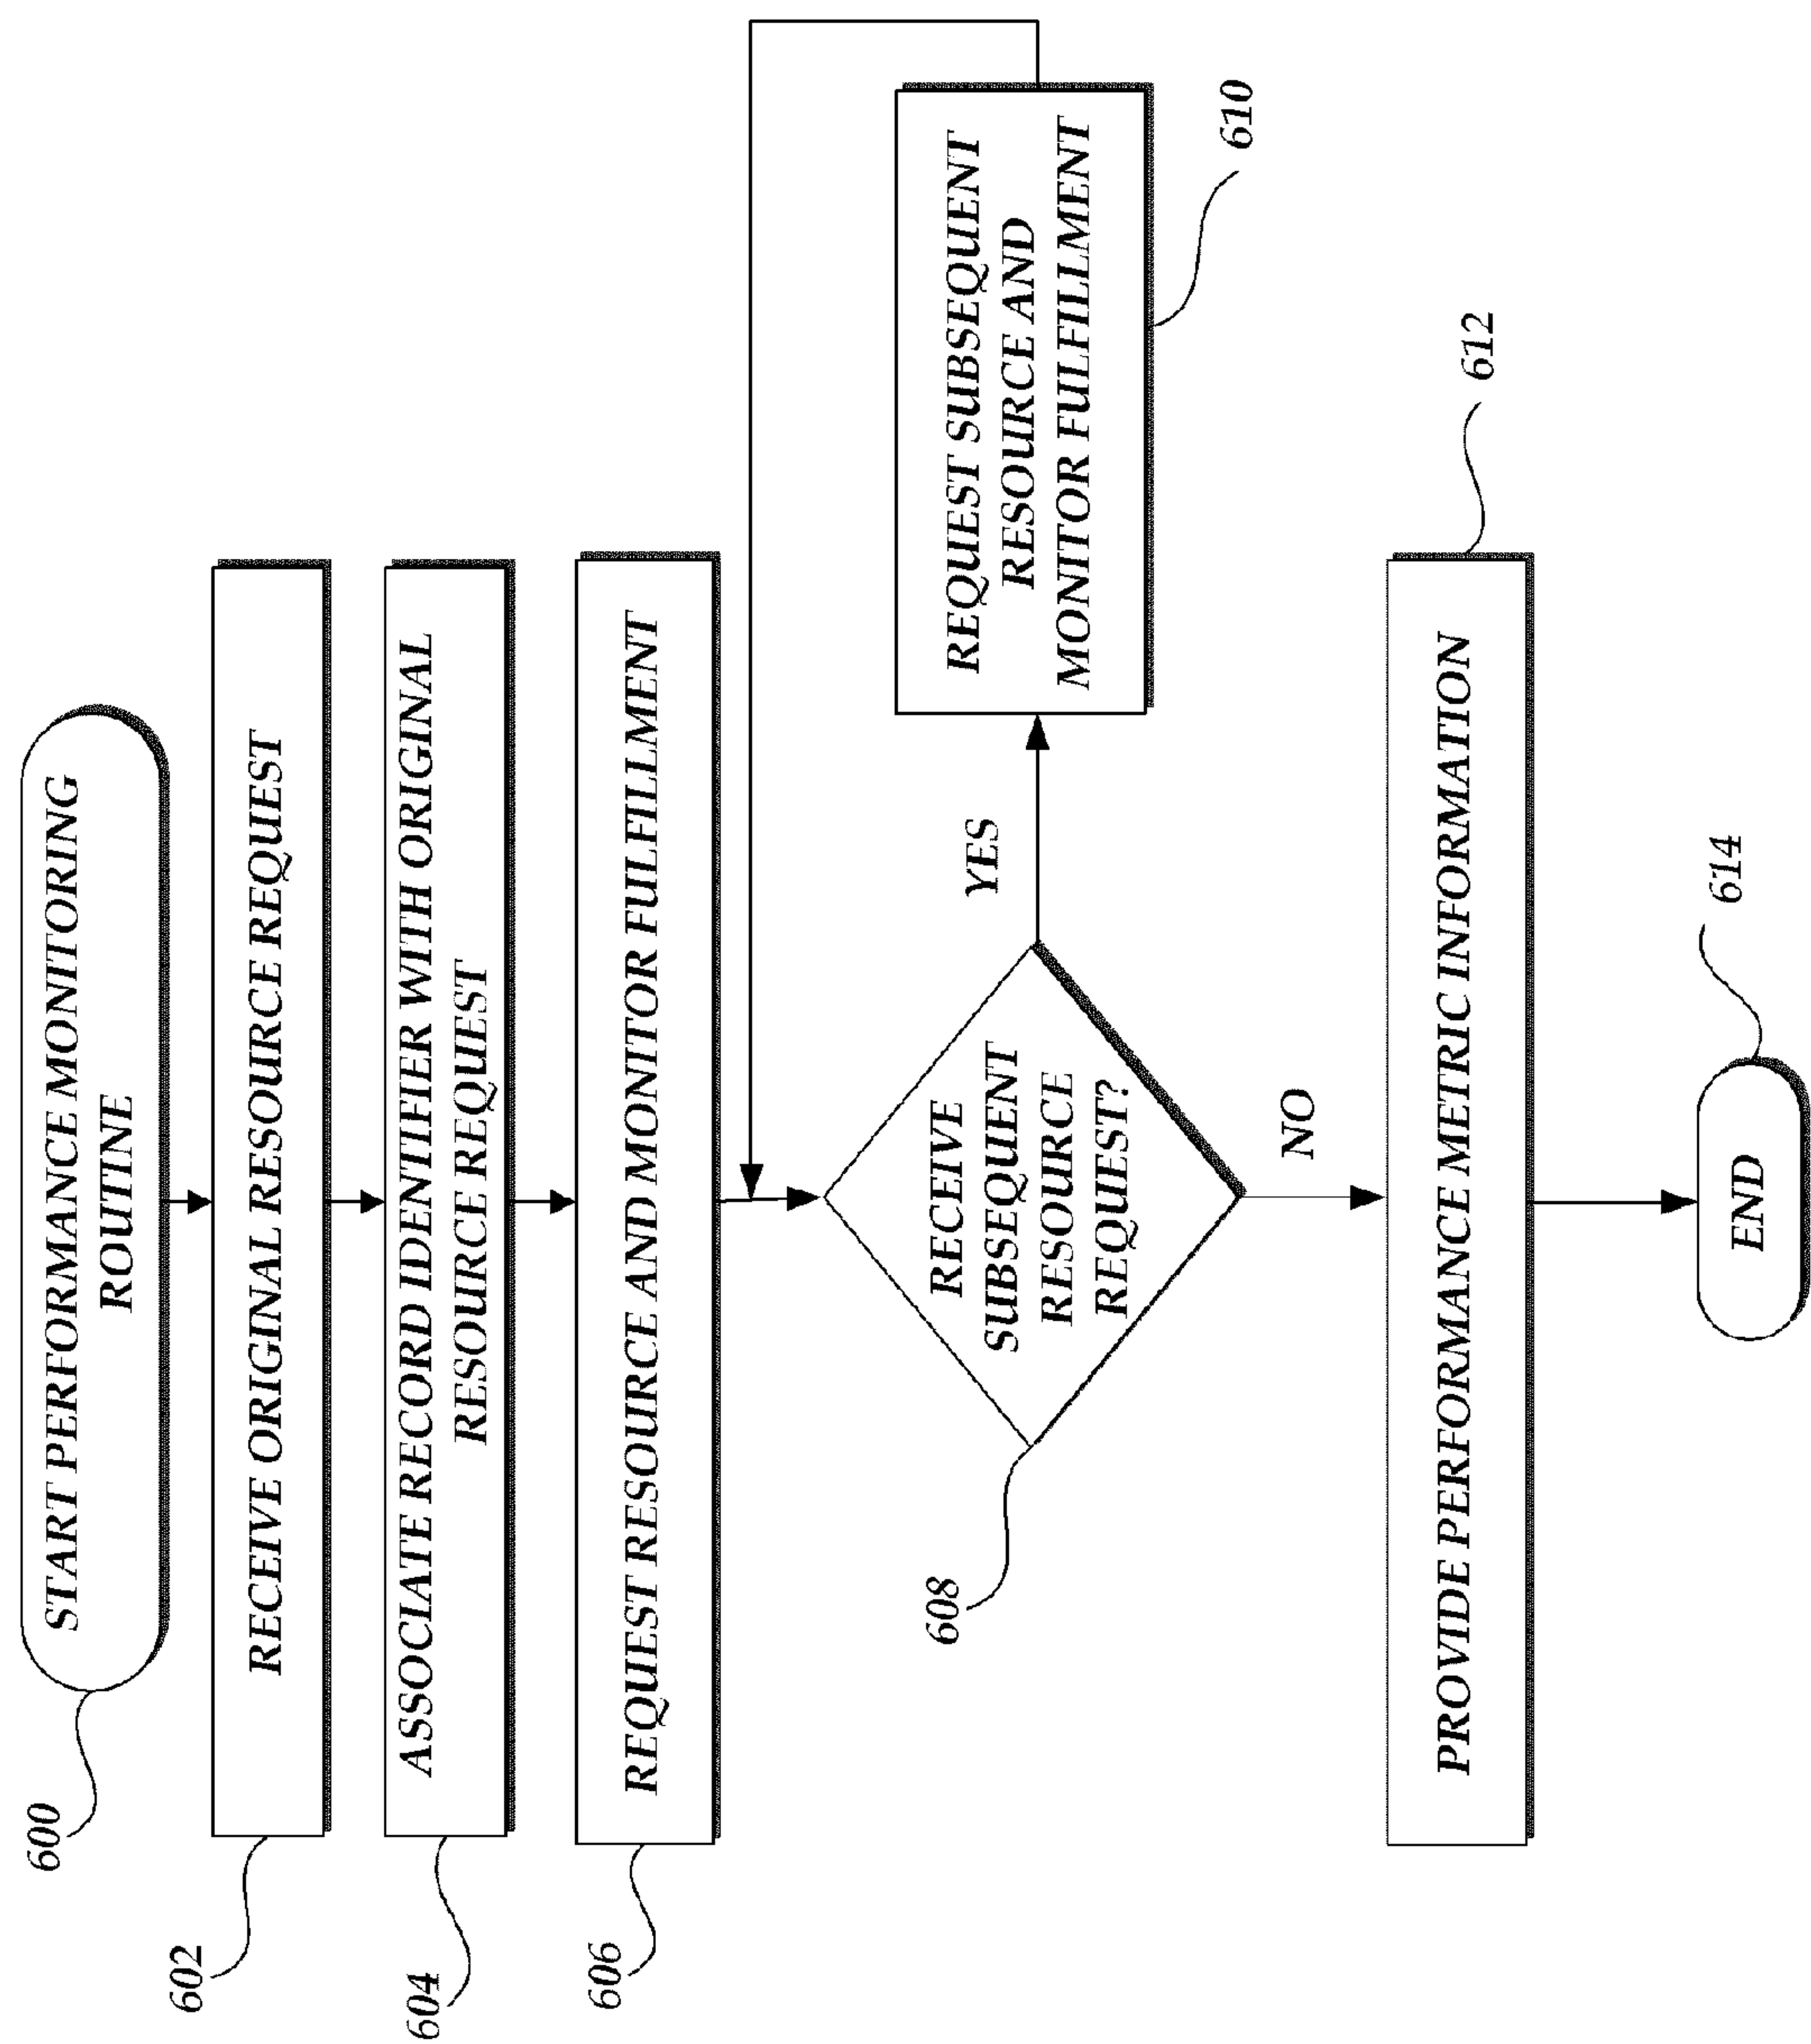 START PERFORMANCE MONITORING
ROUTINE
600
RECEIVE ORIGINAL RESOURCE REQUEST
602
ASSOCIATE RECORD IDENTIFIER WITH ORIGINAL
RESOURCE REQUEST
604
REQUEST RESOURCE AND MONITOR FULFILLMENT
606
RECEIVE
SUBSEQUENT
RESOURCE
REQUEST?
608
YES
REQUEST SUBSEQUENT
RESOURCE AND
MONITOR FULFILLMENT
610
NO
PROVIDE PERFORMANCE METRIC INFORMATION
612
END
614